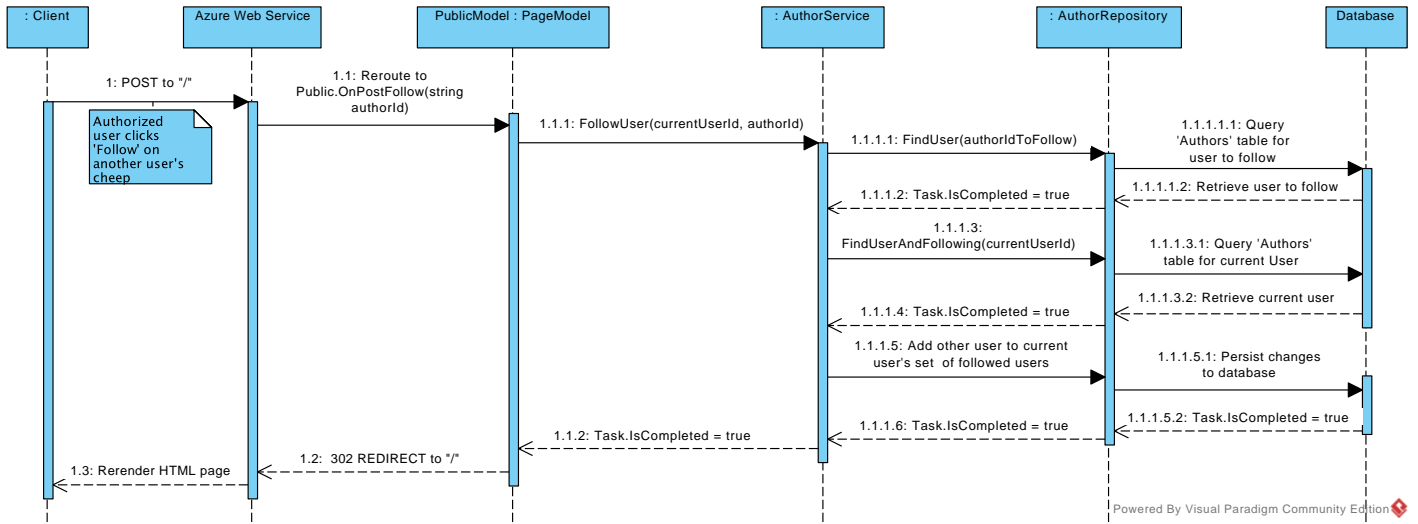 : Client
Azure Web Service
PublicModel : PageModel
: AuthorService
: AuthorRepository
Database
1: POST to "/"
Authorized
user clicks
'Follow' on
another user's
cheep
1.1: Reroute to
Public.OnPostFollow(string
authorId)
1.1.1: FollowUser(currentUserId, authorId)
1.1.1.1: FindUser(authorIdToFollow)
1.1.1.1.1: Query
'Authors' table for
user to follow
1.1.1.1.2: Retrieve user to follow
1.1.1.2: Task.IsCompleted = true
1.1.1.3:
FindUserAndFollowing(currentUserId)
1.1.1.3.1: Query 'Authors'
table for current User
1.1.1.3.2: Retrieve current user
1.1.1.4: Task.IsCompleted = true
1.1.1.5: Add other user to current
user's set of followed users
1.1.1.5.1: Persist changes
to database
1.1.1.5.2: Task.IsCompleted = true
1.1.1.6: Task.IsCompleted = true
1.1.2: Task.IsCompleted = true
1.2: 302 REDIRECT to "/"
1.3: Rerender HTML page
Powered By Visual Paradigm Community Edition